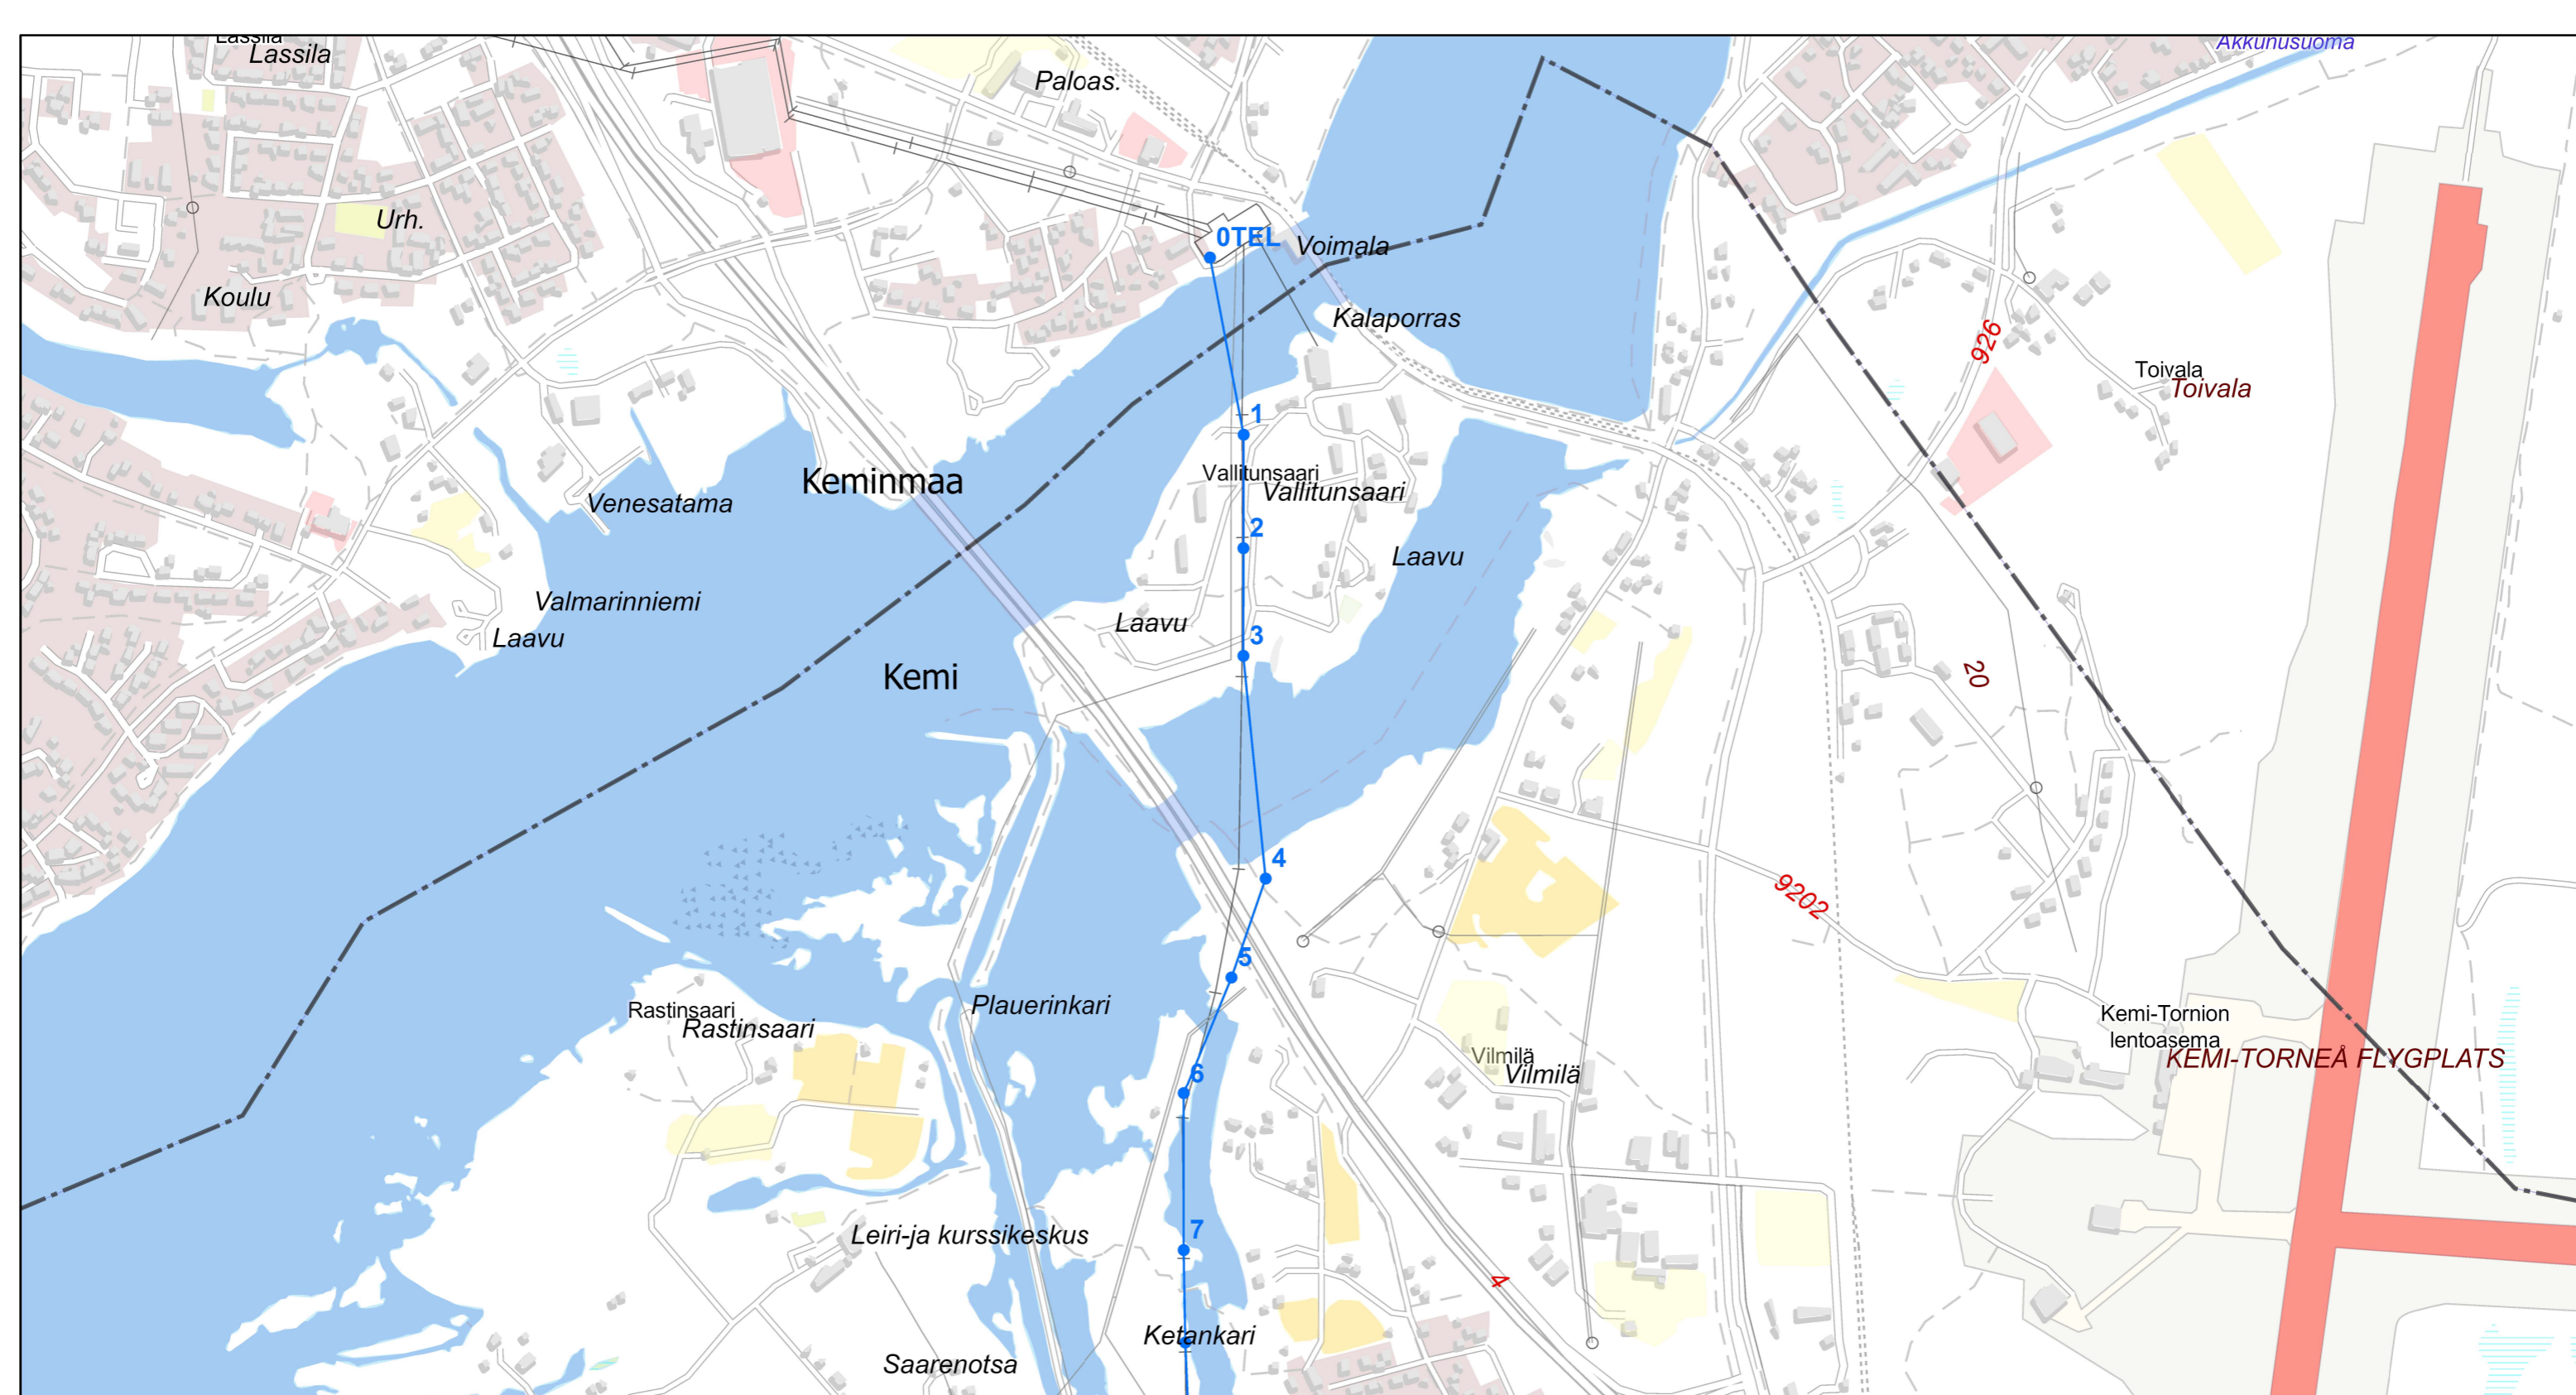 Lassila
Lassila
Akkunusuoma
Paloas.
Urh.
0TEL
Voimala
Koulu
Kalaporras
926
Toivala
Toivala
1
Vallitunsaari
Vallitunsaari
Keminmaa
Venesatama
2
Laavu
Valmarinniemi
Laavu
Laavu
3
Kemi
20
4
9202
5
Rastinsaari
Rastinsaari
Plauerinkari
Kemi-Tornion
lentoasema
KEMI-TORNEÅ FLYGPLATS
Vilmilä
Vilmilä
6
7
Leiri-ja kurssikeskus
4
Ketankari
Saarenotsa